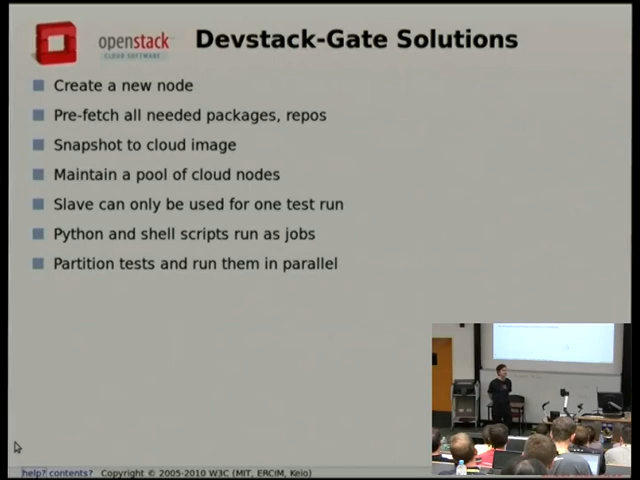 openstack
CLOUD SOFTWARE
Devstack-Gate Solutions
Create a new node
Pre-fetch all needed packages, repos
Snapshot to cloud image
Maintain a pool of cloud nodes
Slave can only be used for one test run
Python and shell scripts run as jobs
Partition tests and run them in parallel
help? contents? Copyright © 2005-2010 W3C (MIT, ERCIM, Keio)